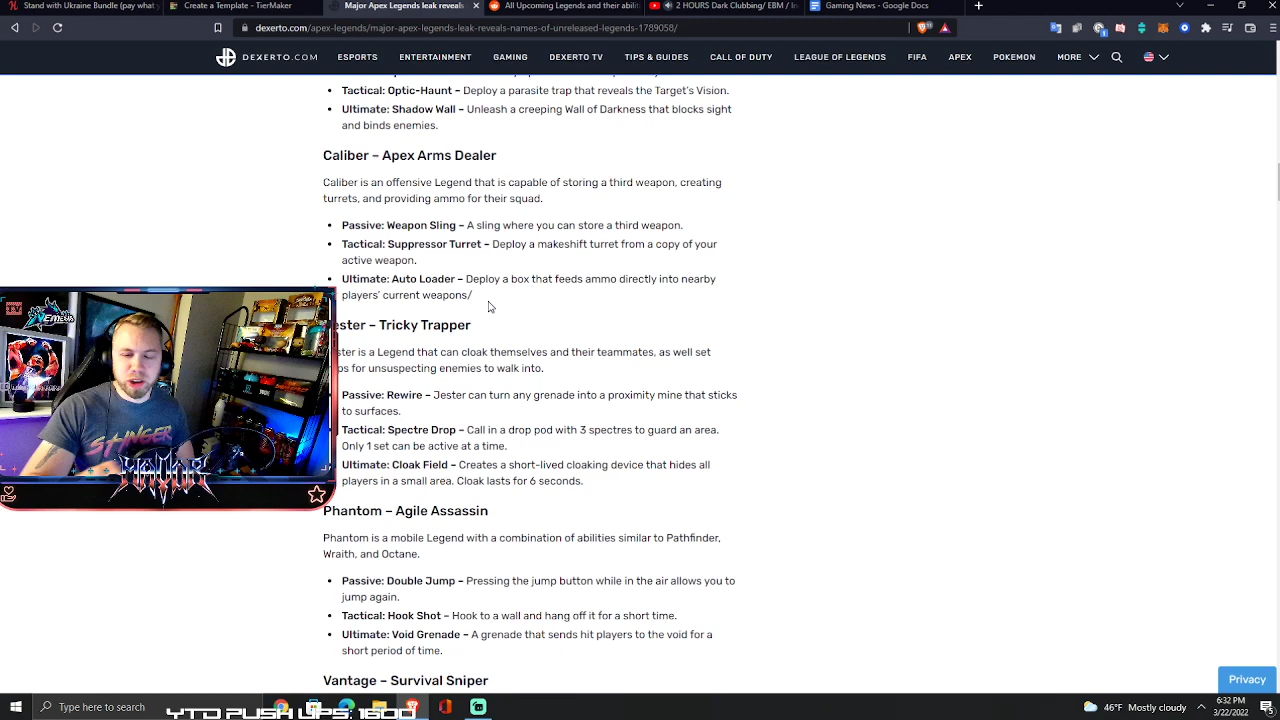 Stand with Ukraine Bundle (pay what y
Create a Template - TierMaker
Major Apex Legends leak reveals
All Upcoming Legends and their abiliti
2 HOURS Dark Clubbing/ EBM / In
Gaming News - Google Docs
dexerto.com/apex-legends/major-apex-legends-leak-reveals-names-of-unreleased-legends-1789058/
DEXERTO.COM
ESPORTS
ENTERTAINMENT
GAMING
DEXERTO TV
TIPS & GUIDES
CALL OF DUTY
LEAGUE OF LEGENDS
FIFA
APEX
POKEMON
MORE
Tactical: Optic-Haunt – Deploy a parasite trap that reveals the Target's Vision.
Ultimate: Shadow Wall – Unleash a creeping Wall of Darkness that blocks sight
and binds enemies.
Caliber – Apex Arms Dealer
Caliber is an offensive Legend that is capable of storing a third weapon, creating
turrets, and providing ammo for their squad.
Passive: Weapon Sling – A sling where you can store a third weapon.
Tactical: Suppressor Turret – Deploy a makeshift turret from a copy of your
active weapon.
Ultimate: Auto Loader – Deploy a box that feeds ammo directly into nearby
players' current weapons/
ester – Tricky Trapper
ster is a Legend that can cloak themselves and their teammates, as well set
ps for unsuspecting enemies to walk into.
Passive: Rewire – Jester can turn any grenade into a proximity mine that sticks
to surfaces.
Tactical: Spectre Drop – Call in a drop pod with 3 spectres to guard an area.
Only 1 set can be active at a time.
Ultimate: Cloak Field – Creates a short-lived cloaking device that hides all
players in a small area. Cloak lasts for 6 seconds.
Phantom – Agile Assassin
Phantom is a mobile Legend with a combination of abilities similar to Pathfinder,
Wraith, and Octane.
Passive: Double Jump – Pressing the jump button while in the air allows you to
jump again.
Tactical: Hook Shot – Hook to a wall and hang off it for a short time.
Ultimate: Void Grenade – A grenade that sends hit players to the void for a
short period of time.
Vantage – Survival Sniper
STINGER
Privacy
Type here to search
YTD PUSH UPS: 1600
46°F Mostly cloudy
6:32 PM
3/22/2022